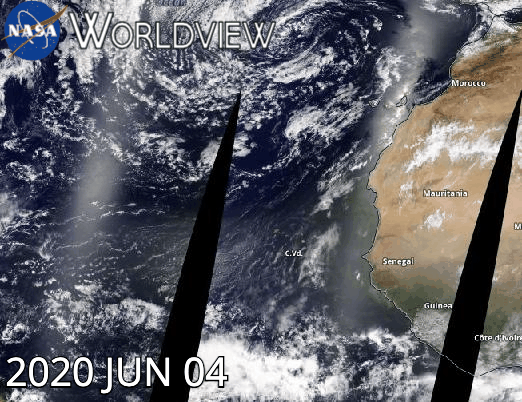 NASA WORLDVIEW
Morocco
Mauritania
C.Vd.
Senegal
Guinea
Côte d'Ivoire
2020 JUN 04